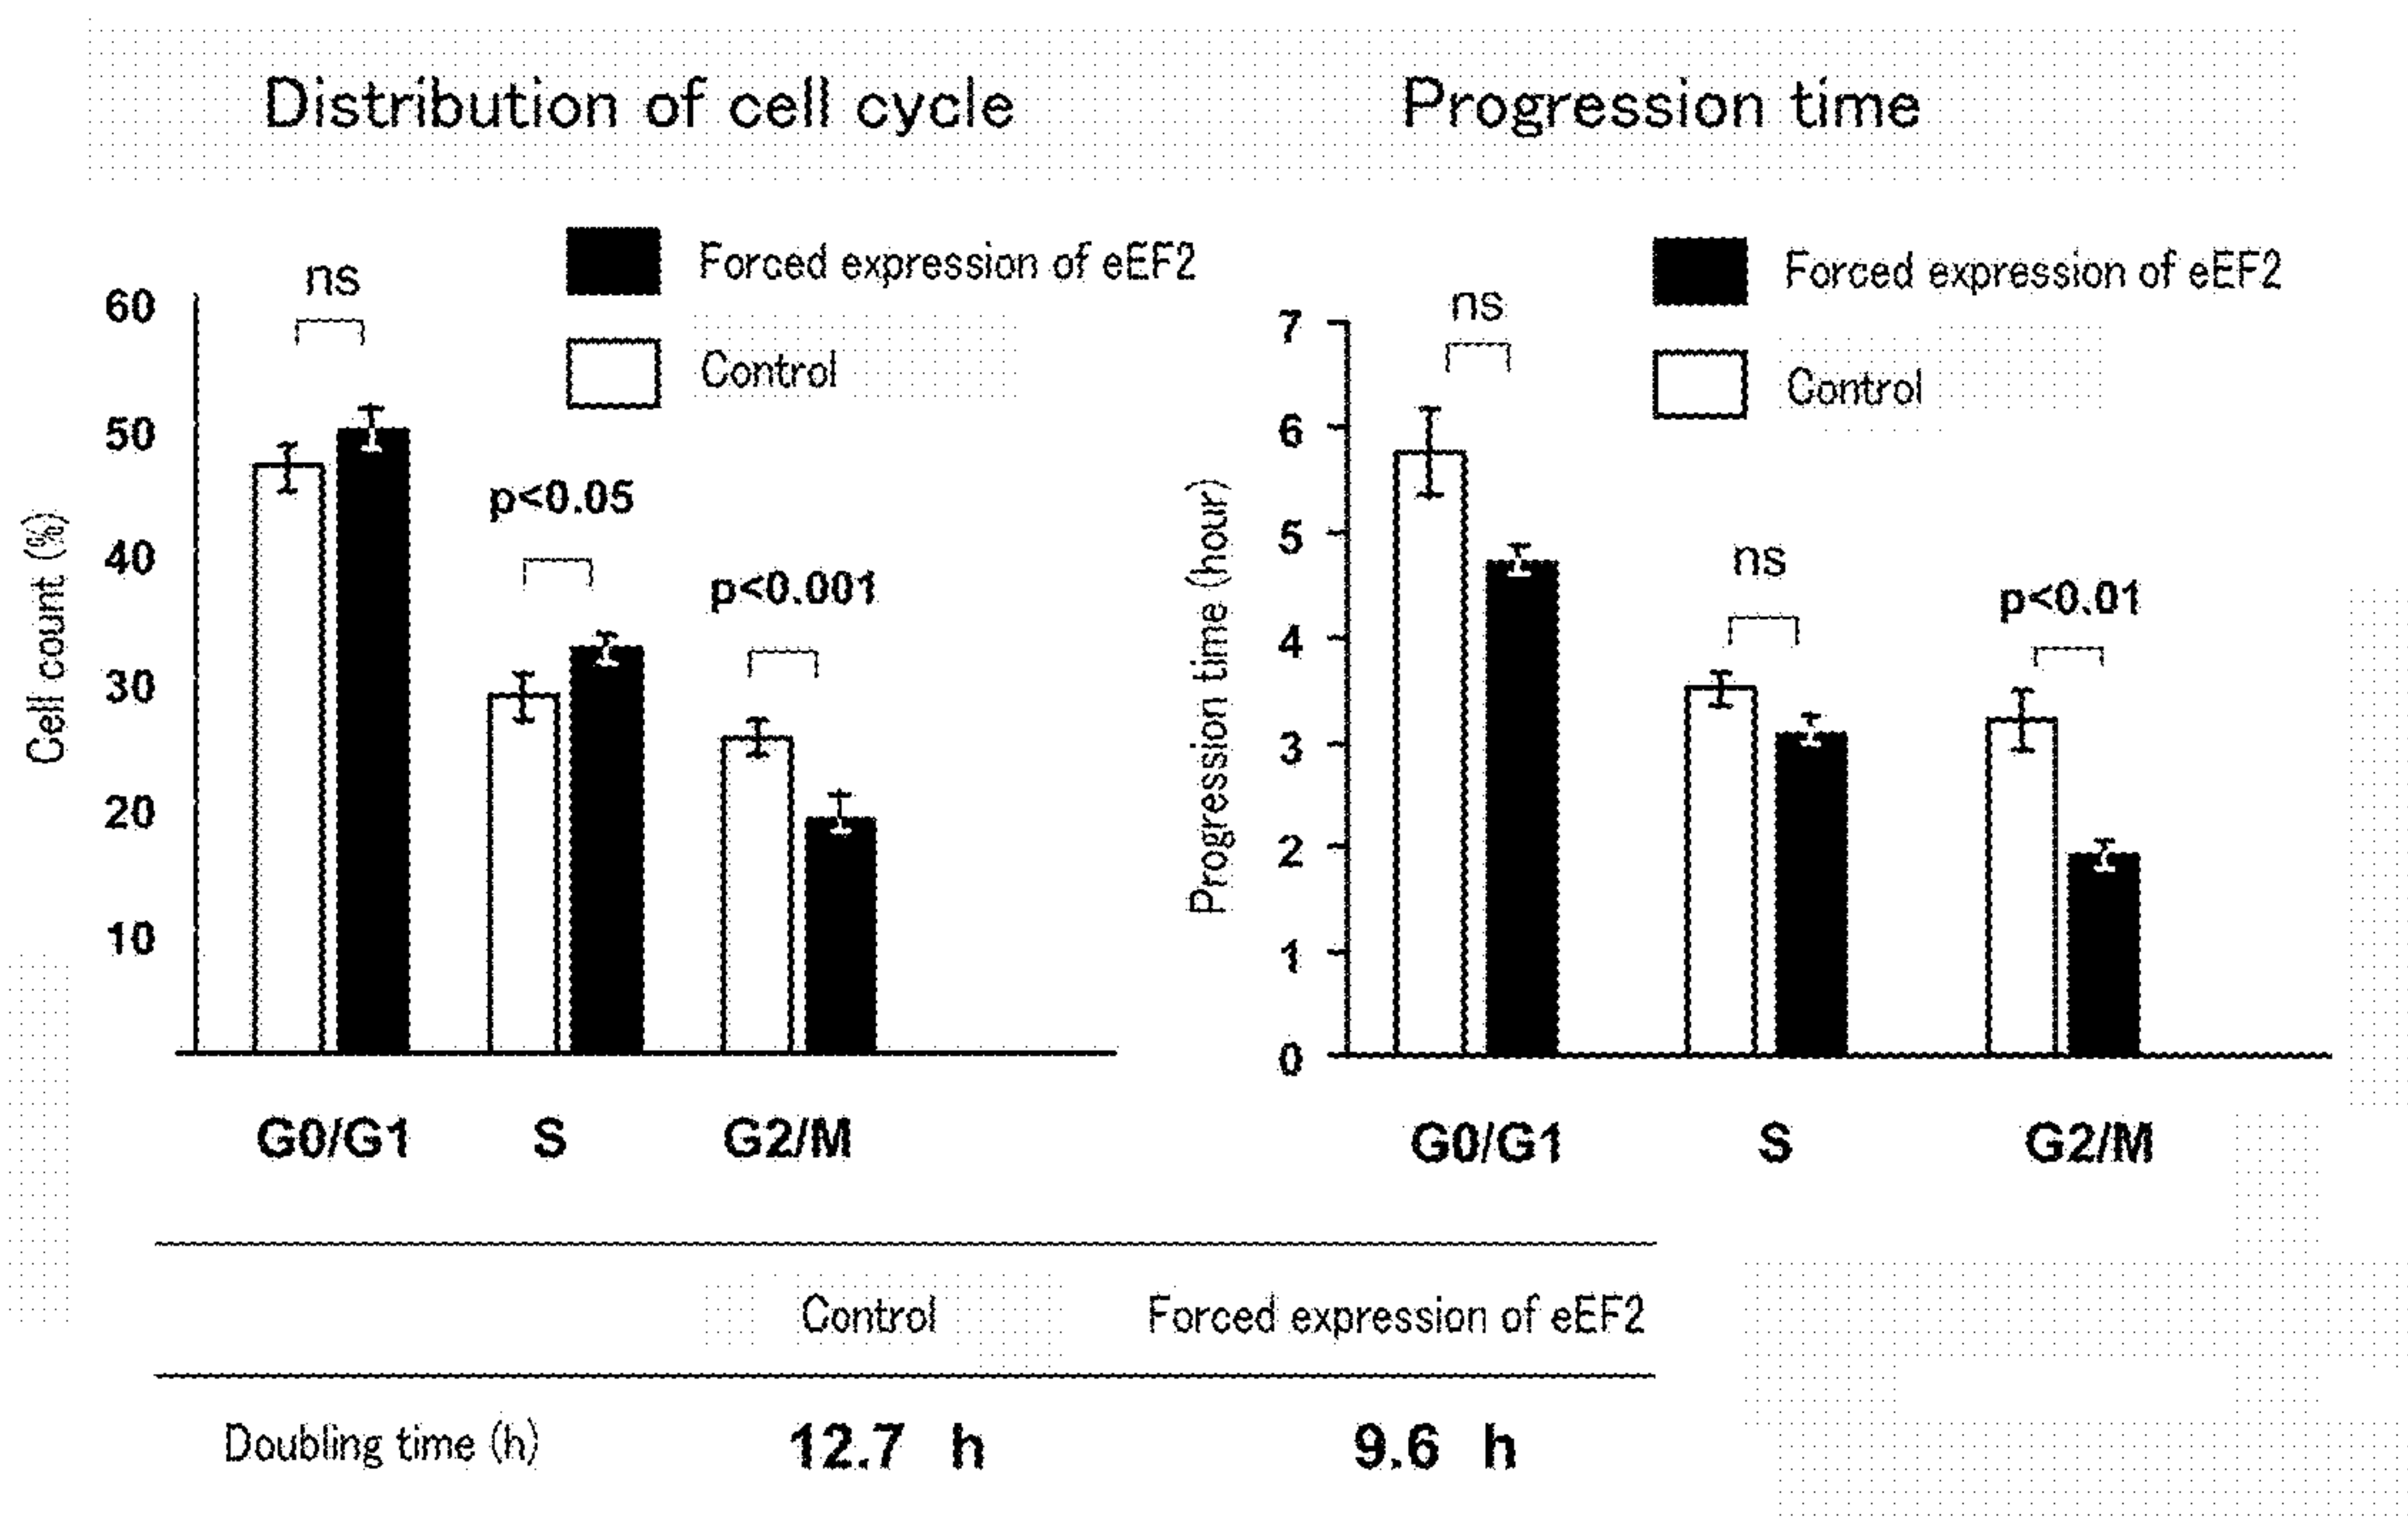 Distribution of cell cycle
Progression time
Forced expression of eEF2
Control
ns
p<0.05
p<0.001
60
50
40
30
20
10
Cell count (%)
G0/G1 S G2/M
Forced expression of eEF2
Control
ns
ns
p<0.01
7
6
5
4
3
2
1
0
Progression time (hour)
G0/G1 S G2/M
Control Forced expression of eEF2
Doubling time (h) 12.7 h 9.6 h